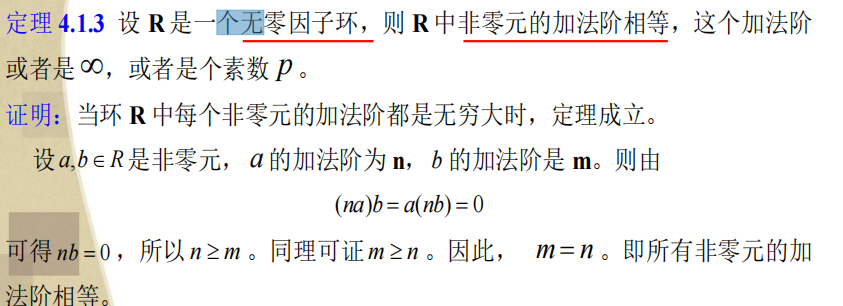 定理 4.1.3 设 R 是一个无零因子环，则 R 中非零元的加法阶相等，这个加法阶
或者是∞，或者是个素数 p 。
证明：当环 R 中每个非零元的加法阶都是无穷大时，定理成立。
设 a,b∈R 是非零元， a 的加法阶为 n， b 的加法阶是 m。则由
(na)b = a(nb) = 0
可得 nb = 0 ，所以 n ≥ m 。同理可证 m ≥ n 。因此， m = n 。即所有非零元的加
法阶相等。